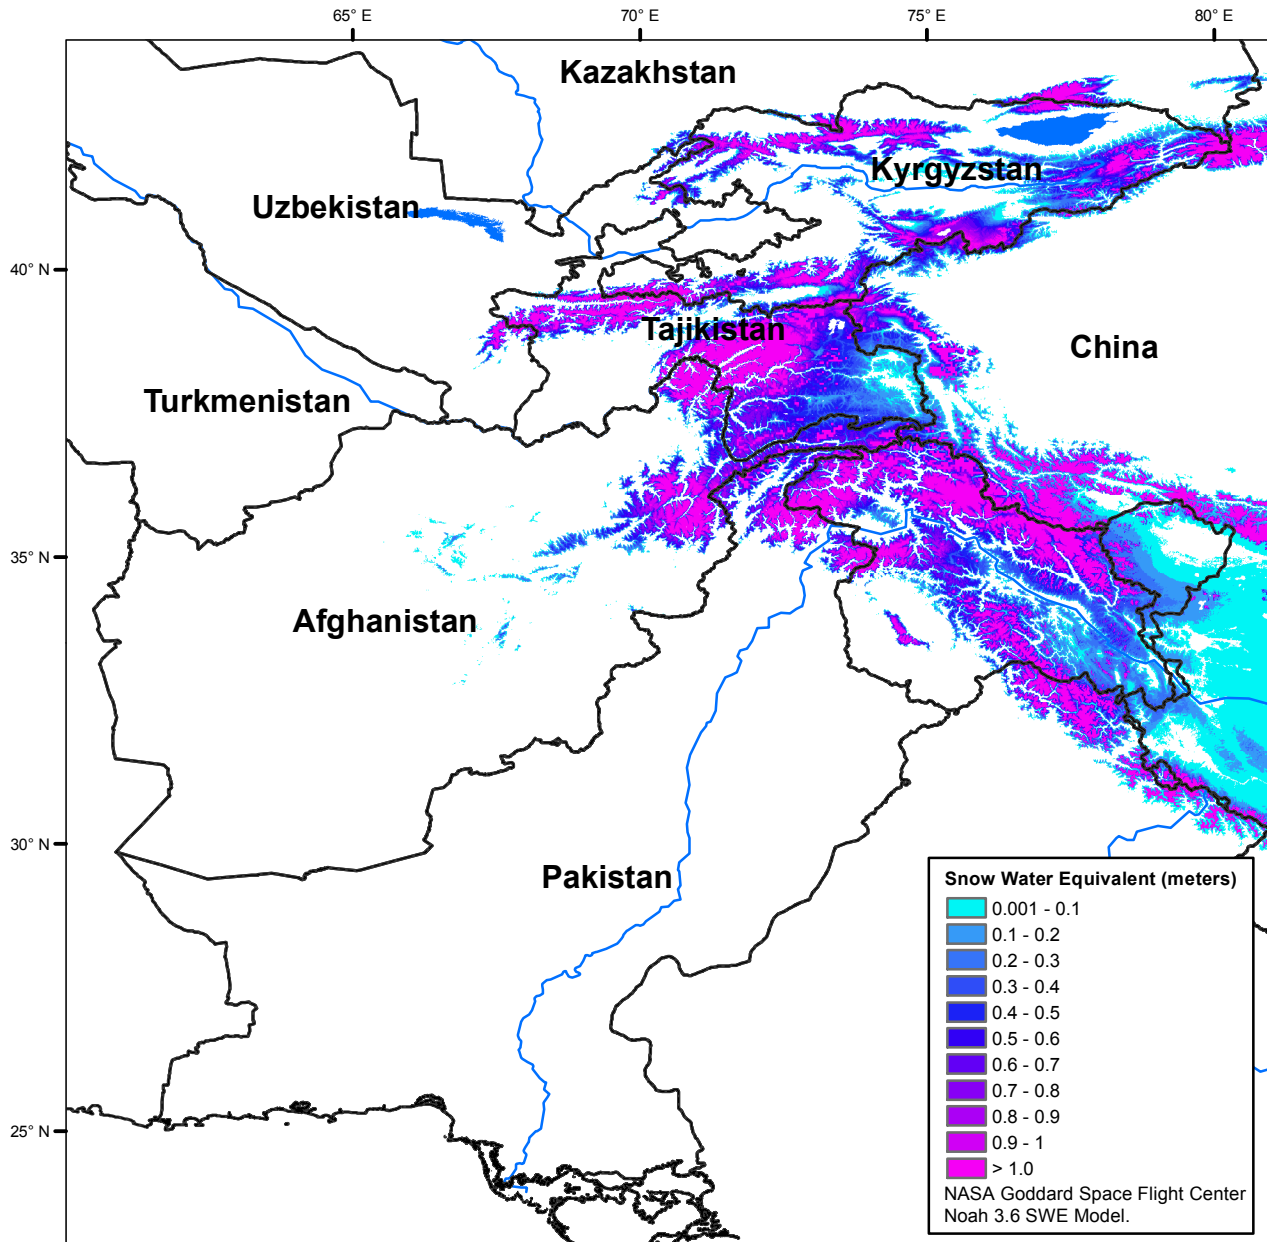 65° E
70° E
75° E
80° E
Kazakhstan
Kyrgyzstan
Uzbekistan
40° N
Tajikistan
China
Turkmenistan
35° N
Afghanistan
30° N
Pakistan
25° N
Snow Water Equivalent (meters)
0.001 - 0.1
0.1 - 0.2
0.2 - 0.3
0.3 - 0.4
0.4 - 0.5
0.5 - 0.6
0.6 - 0.7
0.7 - 0.8
0.8 - 0.9
0.9 - 1
> 1.0
NASA Goddard Space Flight Center
Noah 3.6 SWE Model.